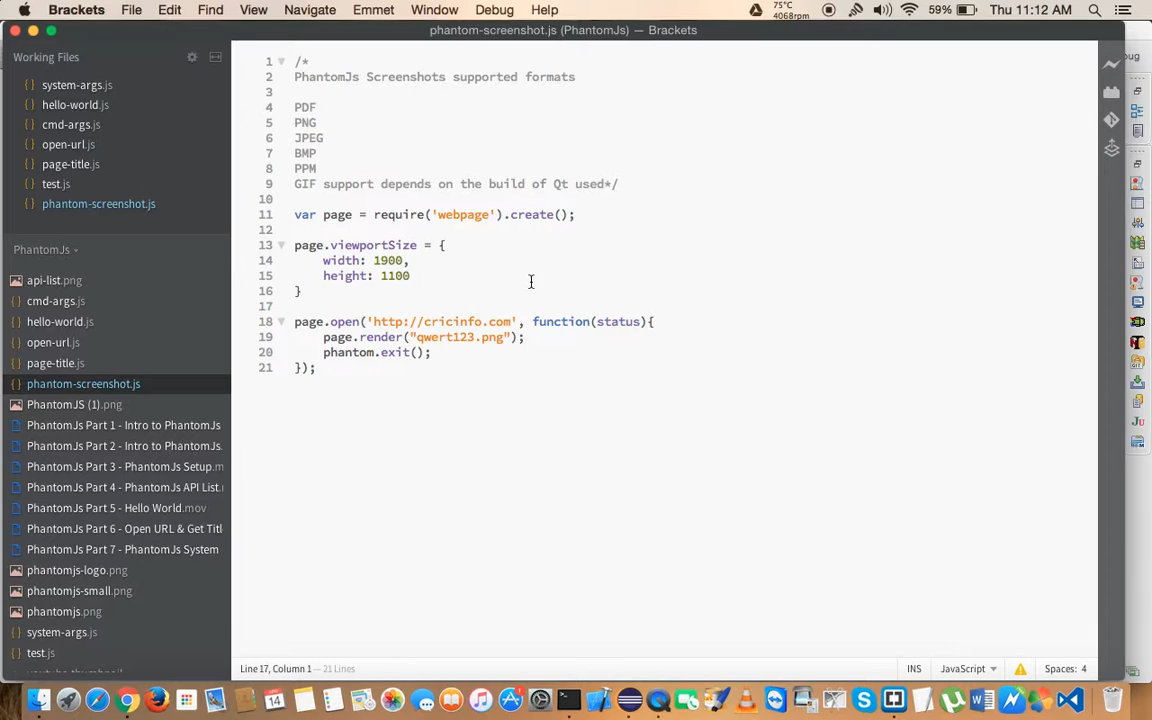 Brackets File Edit Find View Navigate Emmet Window Debug Help 75°C 4068rpm 59% Thu 11:12 AM
phantom-screenshot.js (PhantomJs) — Brackets
Working Files
system-args.js
hello-world.js
cmd-args.js
open-url.js
page-title.js
test.js
phantom-screenshot.js
PhantomJs
api-list.png
cmd-args.js
hello-world.js
open-url.js
page-title.js
phantom-screenshot.js
PhantomJS (1).png
PhantomJs Part 1 - Intro to PhantomJs
PhantomJs Part 2 - Intro to PhantomJs.
PhantomJs Part 3 - PhantomJs Setup.m
PhantomJs Part 4 - PhantomJs API List.m
PhantomJs Part 5 - Hello World.mov
PhantomJs Part 6 - Open URL & Get Titl
PhantomJs Part 7 - PhantomJs System
phantomjs-logo.png
phantomjs-small.png
phantomjs.png
system-args.js
test.js
1 /*
2 PhantomJs Screenshots supported formats
3
4 PDF
5 PNG
6 JPEG
7 BMP
8 PPM
9 GIF support depends on the build of Qt used*/
10
11 var page = require('webpage').create();
12
13 page.viewportSize = {
14 width: 1900,
15 height: 1100
16 }
17
18 page.open('http://cricinfo.com', function(status){
19 page.render("qwert123.png");
20 phantom.exit();
21 });
Line 17, Column 1 — 21 Lines
INS JavaScript Spaces: 4
bug
Ju
14